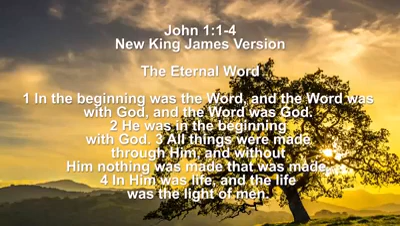 John 1:1-4
New King James Version
The Eternal Word
1 In the beginning was the Word, and the Word was
with God, and the Word was God.
2 He was in the beginning
with God. 3 All things were made
through Him, and without
Him nothing was made that was made.
4 In Him was life, and the life
was the light of men.